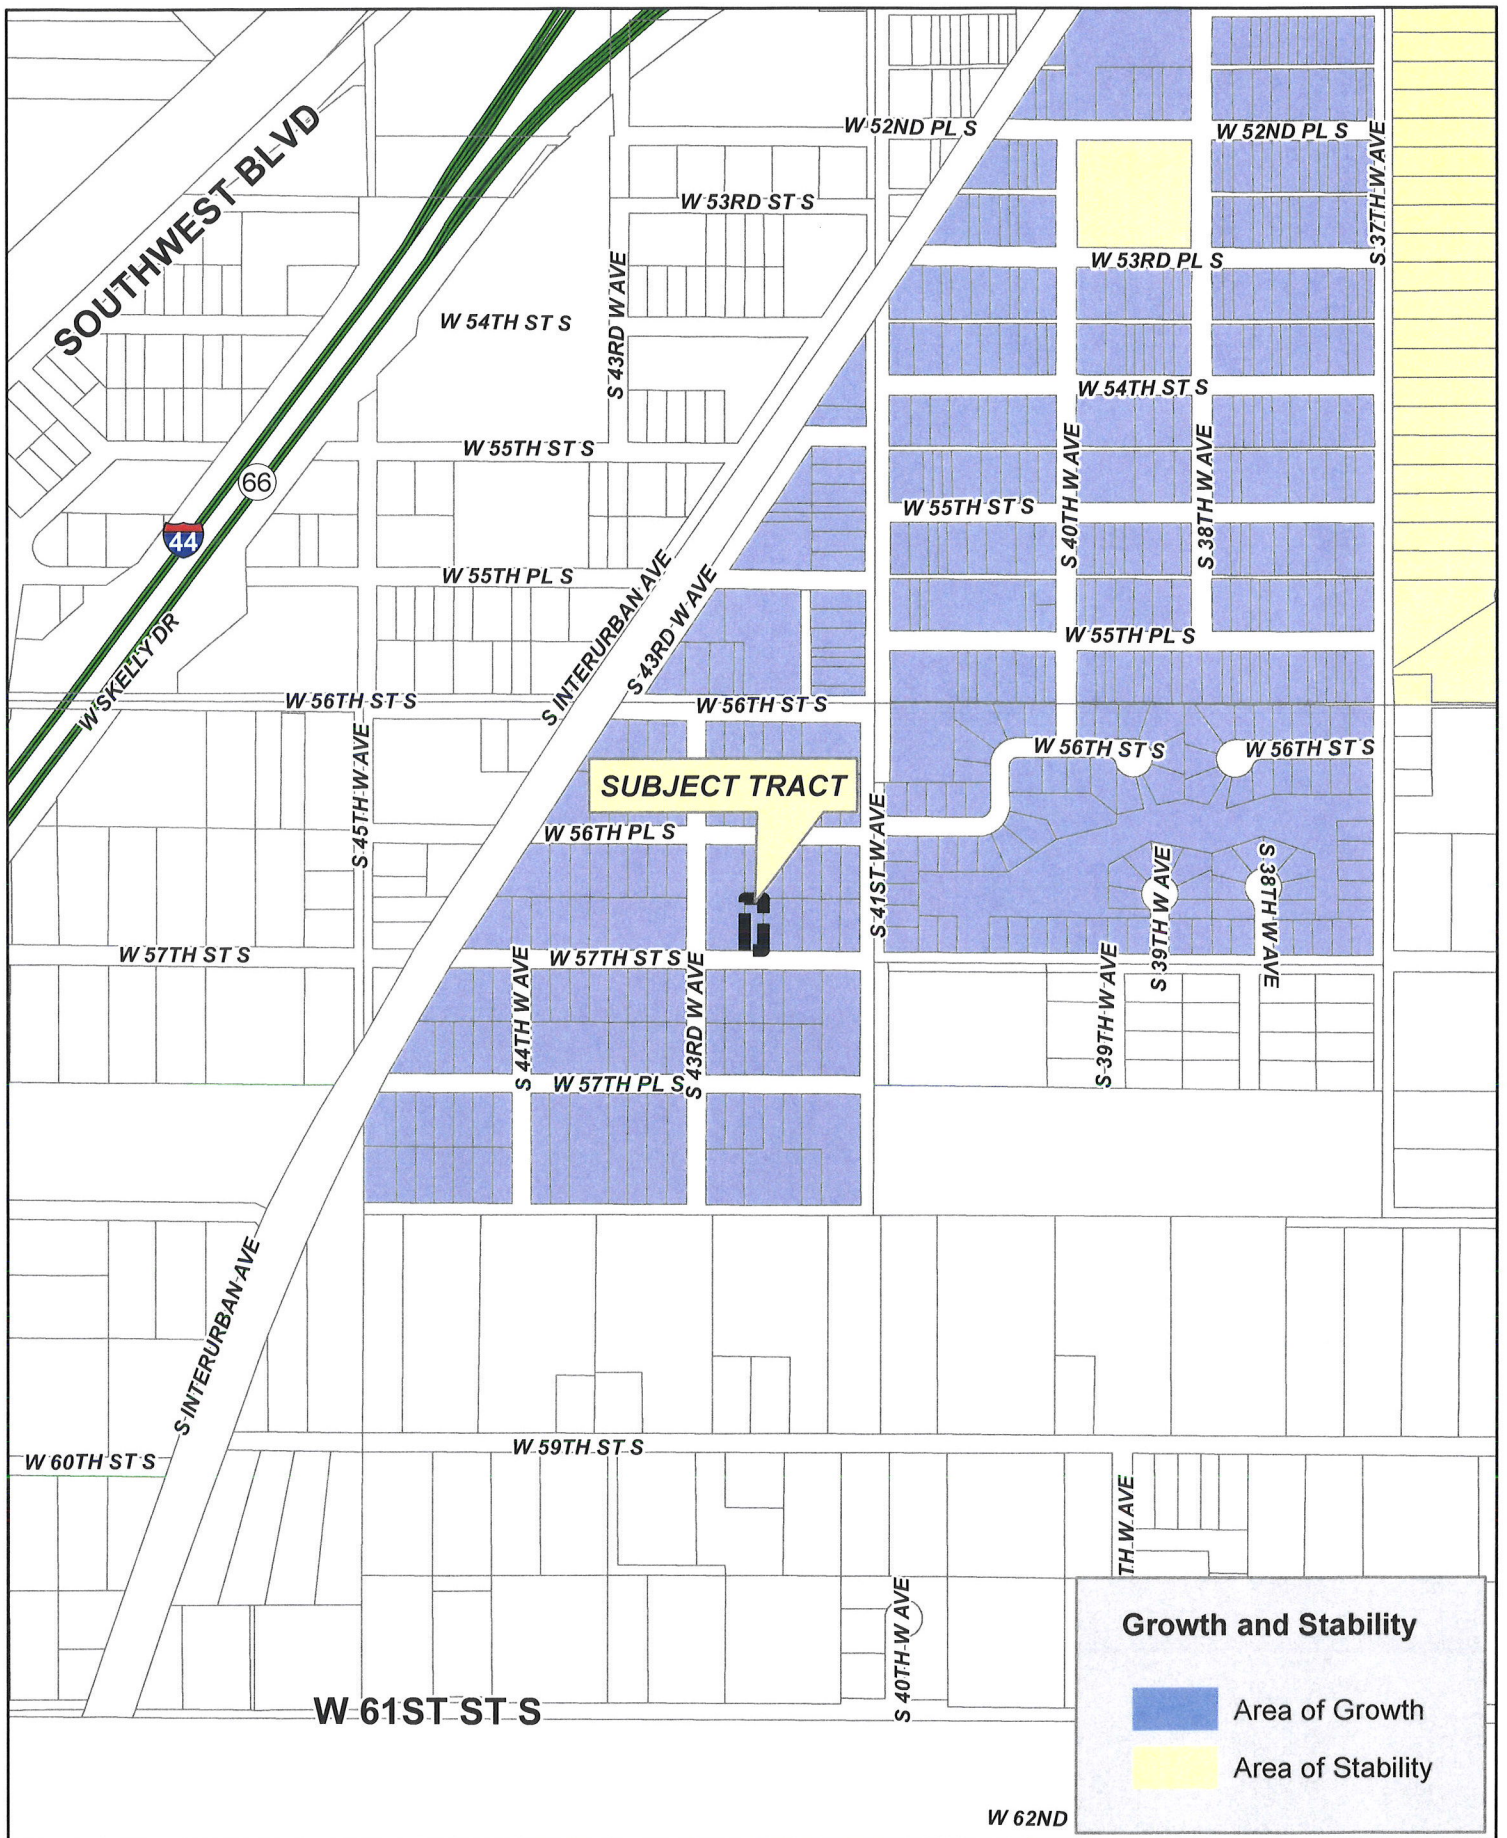 W 52ND PL S
W 52ND PL S
SOUTHWEST BLVD
S 37TH W AVE
W 53RD ST S
W 53RD PL S
S 43RD W AVE
W 54TH ST S
W 54TH ST S
W 55TH ST S
S 40TH W AVE
S 38TH W AVE
66
W 55TH ST S
44
W 55TH PL S
S INTERURBAN AVE
S 43RD W AVE
W 55TH PL S
W SKELLY DR
W 56TH ST S
W 56TH ST S
W 56TH ST S
W 56TH ST S
S 45TH W AVE
SUBJECT TRACT
W 56TH PL S
S 41ST W AVE
S 39TH W AVE
S 38TH W AVE
W 57TH ST S
W 57TH ST S
S 44TH W AVE
S 43RD W AVE
S 39TH W AVE
W 57TH PL S
S INTERURBAN AVE
W 59TH ST S
W 60TH ST S
TH W AVE
S 40TH W AVE
W 61ST ST S
Growth and Stability
Area of Growth
Area of Stability
W 62ND